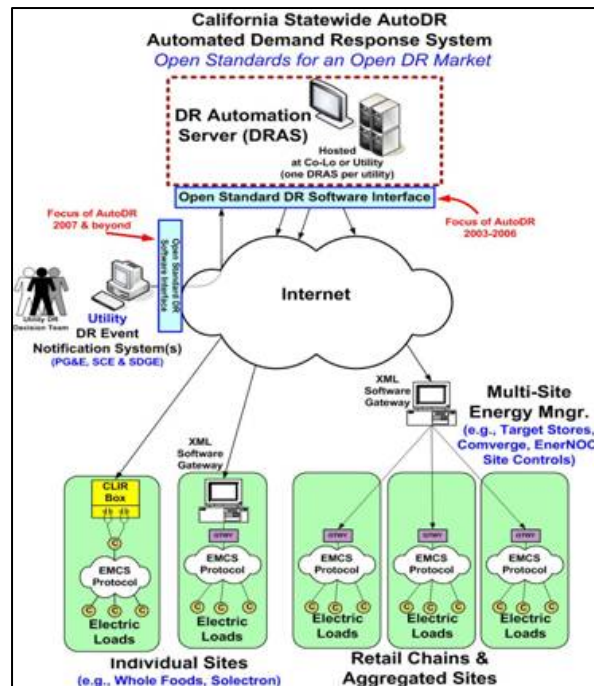 California Statewide AutoDR
Automated Demand Response System
Open Standards for an Open DR Market
DR Automation
Server (DRAS)
Hosted
at Co-Lo or Utility
(one DRAS per utility)
Open Standard DR Software Interface
Focus of AutoDR
2007 & beyond
Focus of AutoDR
2003-2006
Open Standard DR
Software Interface
Internet
Utility DR
Decision Team
Utility
DR Event
Notification System(s)
(PG&E, SCE & SDGE)
XML
Software
Gateway
Multi-Site
Energy Mngr.
(e.g., Target Stores,
Comverge, EnerNOC,
Site Controls)
XML
Software
Gateway
CLIR
Box
C
EMCS
Protocol
C
C
C
Electric
Loads
GTWY
EMCS
Protocol
C
C
C
Electric
Loads
GTWY
EMCS
Protocol
C
C
C
Electric
Loads
GTWY
EMCS
Protocol
C
C
C
Electric
Loads
GTWY
EMCS
Protocol
C
C
C
Electric
Loads
Individual Sites
(e.g., Whole Foods, Solectron)
Retail Chains &
Aggregated Sites